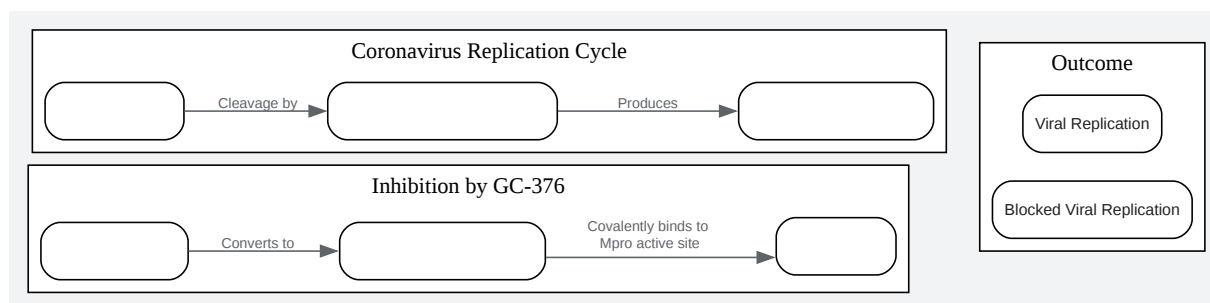 Coronavirus Replication Cycle
Cleavage by
Produces
Inhibition by GC-376
Converts to
Covalently binds to
Mpro active site
Outcome
Viral Replication
Blocked Viral Replication